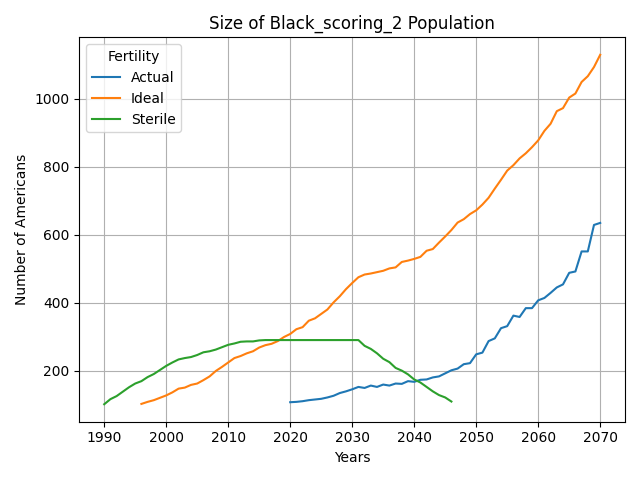 Size of Black_scoring_2 Population
Fertility
Actual
Ideal
Sterile
Number of Americans
1000
800
600
400
200
1990 2000 2010 2020 2030 2040 2050 2060 2070
Years